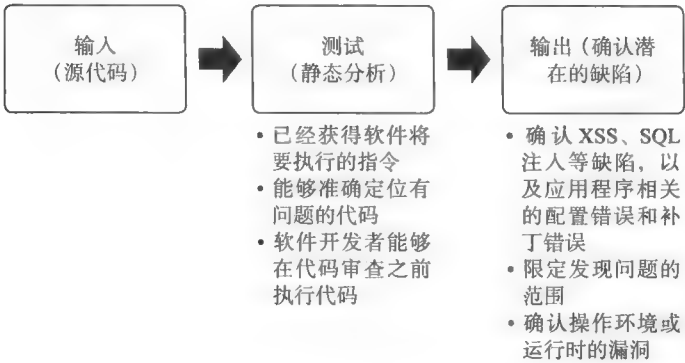 输入
（源代码）
测试
（静态分析）
输出（确认潜
在的缺陷）
• 已经获得软件将
要执行的指令
• 能够准确定位有
问题的代码
• 软件开发者能够
在代码审查之前
执行代码
• 确认 XSS、SQL
注入等缺陷，以
及应用程序相关
的配置错误和补
丁错误
• 限定发现问题的
范围
• 确认操作环境或
运行时的漏洞